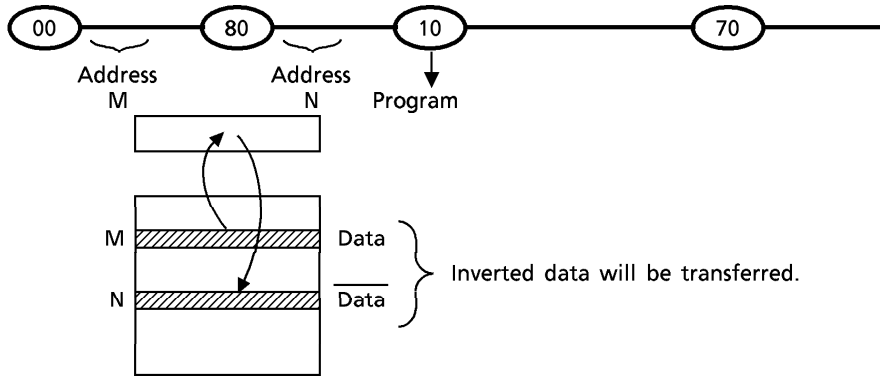 00 80 10 70
Address Address
M N Program
M Data
Inverted data will be transferred.
N Data